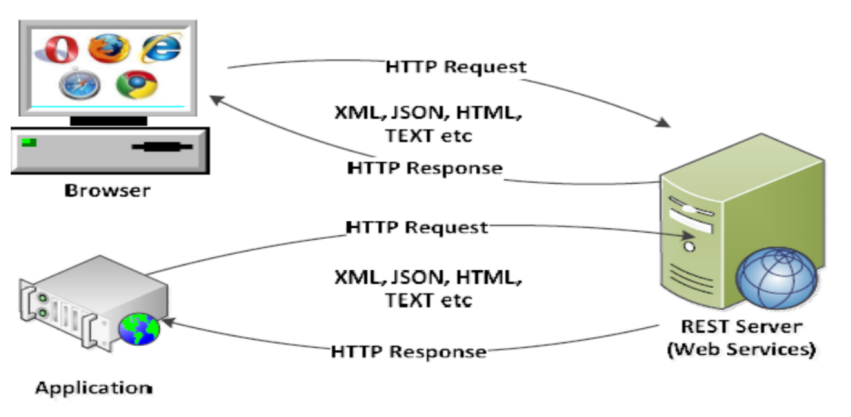 HTTP Request
XML, JSON, HTML,
TEXT etc
HTTP Response
Browser
HTTP Request
XML, JSON, HTML,
TEXT etc
HTTP Response
Application
REST Server
(Web Services)